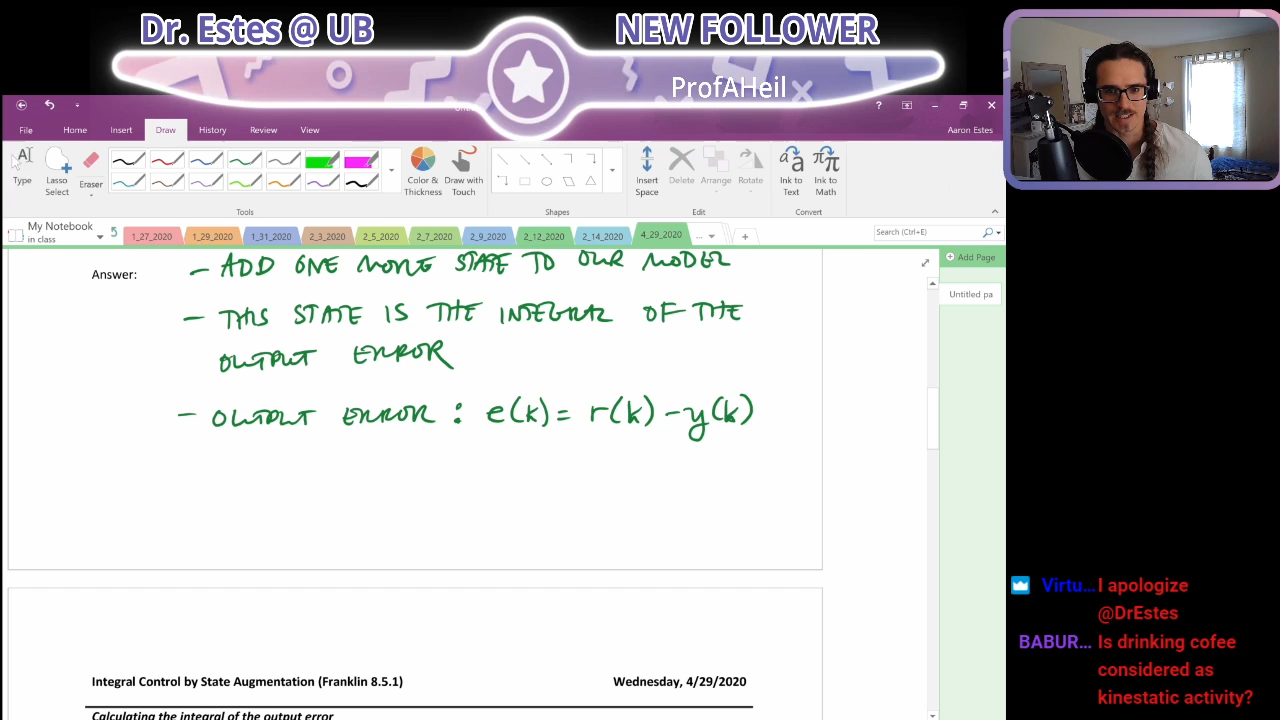 Dr. Estes @ UB
NEW FOLLOWER
ProfAHeil
File Home Insert Draw History Review View
Aaron Estes
Type
Lasso Select
Eraser
Color & Thickness
Draw with Touch
Insert Space
Delete
Arrange
Rotate
Ink to Text
Ink to Math
Tools
Shapes
Edit
Convert
My Notebook
in class
1_27_2020 1_29_2020 1_31_2020 2_3_2020 2_5_2020 2_7_2020 2_9_2020 2_12_2020 2_14_2020 4_29_2020 ...
Search (Ctrl+E)
Add Page
Untitled pa
Answer:
- ADD ONE MORE STATE TO OUR MODEL
- THIS STATE IS THE INTEGRAL OF THE
OUTPUT ERROR
- OUTPUT ERROR : e(k) = r(k) - y(k)
Integral Control by State Augmentation (Franklin 8.5.1)
Wednesday, 4/29/2020
Calculating the integral of the output error
Virtu... I apologize
@DrEstes
BABUR... Is drinking cofee
considered as
kinestatic activity?